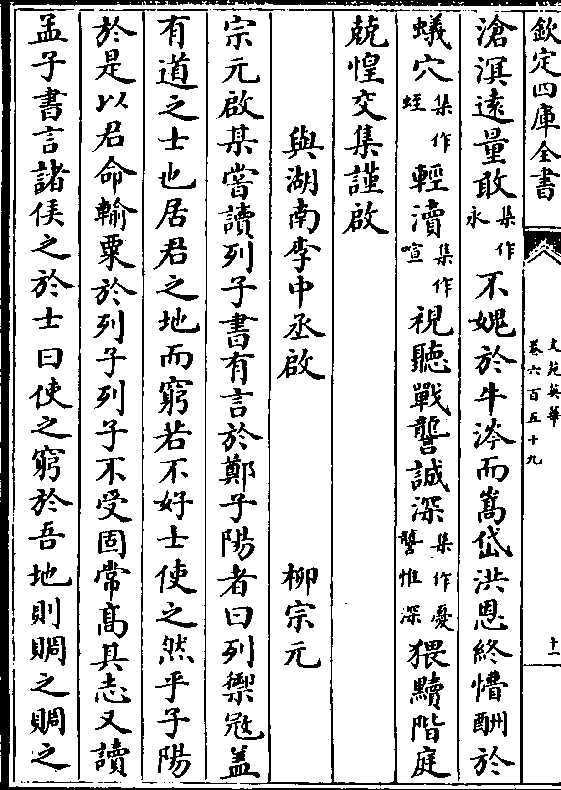 欽定四庫全書
文苑英華
卷六百五十九
十一
滄溟遠量敢集作永不媿於牛涔而嵩岱洪恩終懵酬於
蟻穴集作蛭輕瀆集作喧視聽戰讋誠深集作憂讋惟深猥黷階庭
兢惶交集謹啟
與湖南李中丞啟 柳宗元
宗元啟某嘗讀列子書有言於鄭子陽者曰列禦冦盖
有道之士也居君之地而窮若不好士使之然乎子陽
於是以君命輸粟於列子列子不受固常髙其志又讀
孟子書言諸侯之於士曰使之窮於吾地則賙之賙之